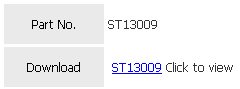 Part No. ST13009
Download ST13009 Click to view